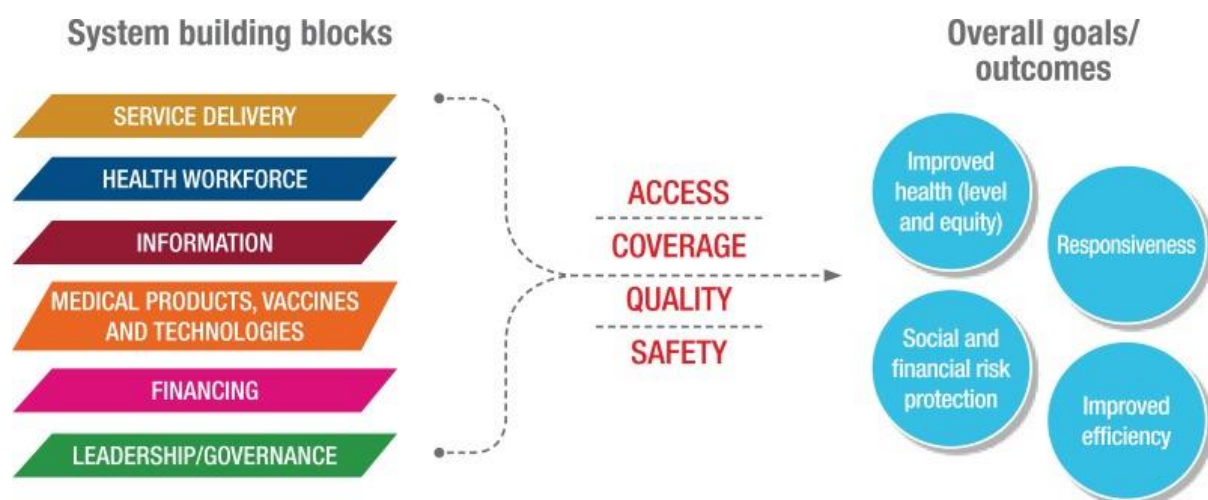 System building blocks
SERVICE DELIVERY
HEALTH WORKFORCE
INFORMATION
MEDICAL PRODUCTS, VACCINES
AND TECHNOLOGIES
FINANCING
LEADERSHIP/GOVERNANCE
ACCESS
COVERAGE
QUALITY
SAFETY
Overall goals/
outcomes
Improved
health (level
and equity)
Responsiveness
Social and
financial risk
protection
Improved
efficiency